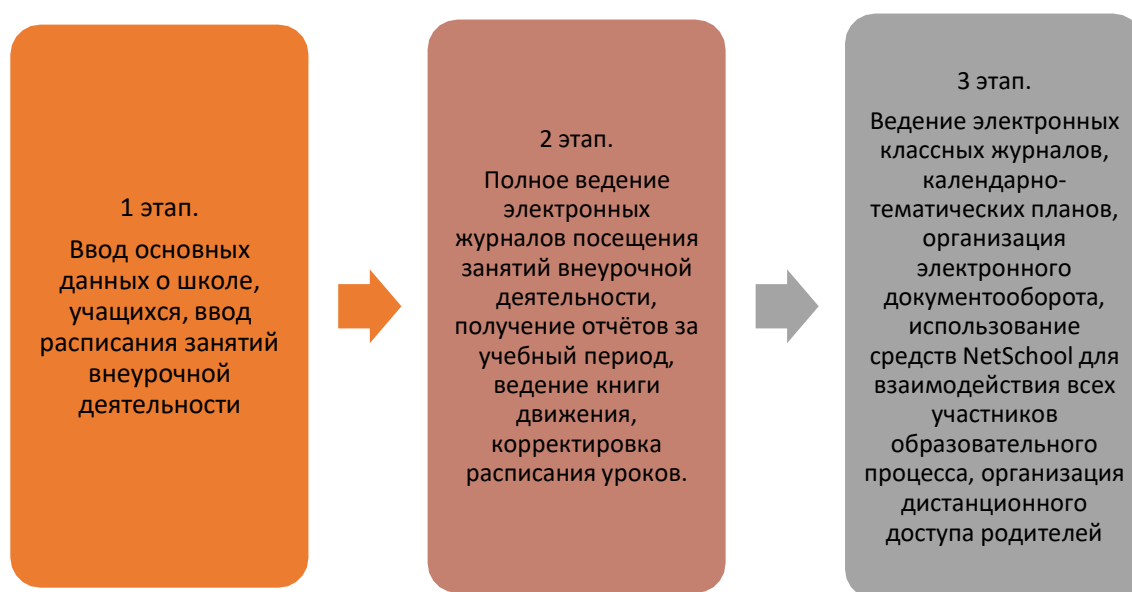 1 этап.
Ввод основных
данных о школе,
учащихся, ввод
расписания занятий
внеурочной
деятельности
2 этап.
Полное ведение
электронных
журналов посещения
занятий внеурочной
деятельности,
получение отчётов за
учебный период,
ведение книги
движения,
корректировка
расписания уроков.
3 этап.
Ведение электронных
классных журналов,
календарно-
тематических планов,
организация
электронного
документооборота,
использование
средств NetSchool для
взаимодействия всех
участников
образовательного
процесса, организация
дистанционного
доступа родителей